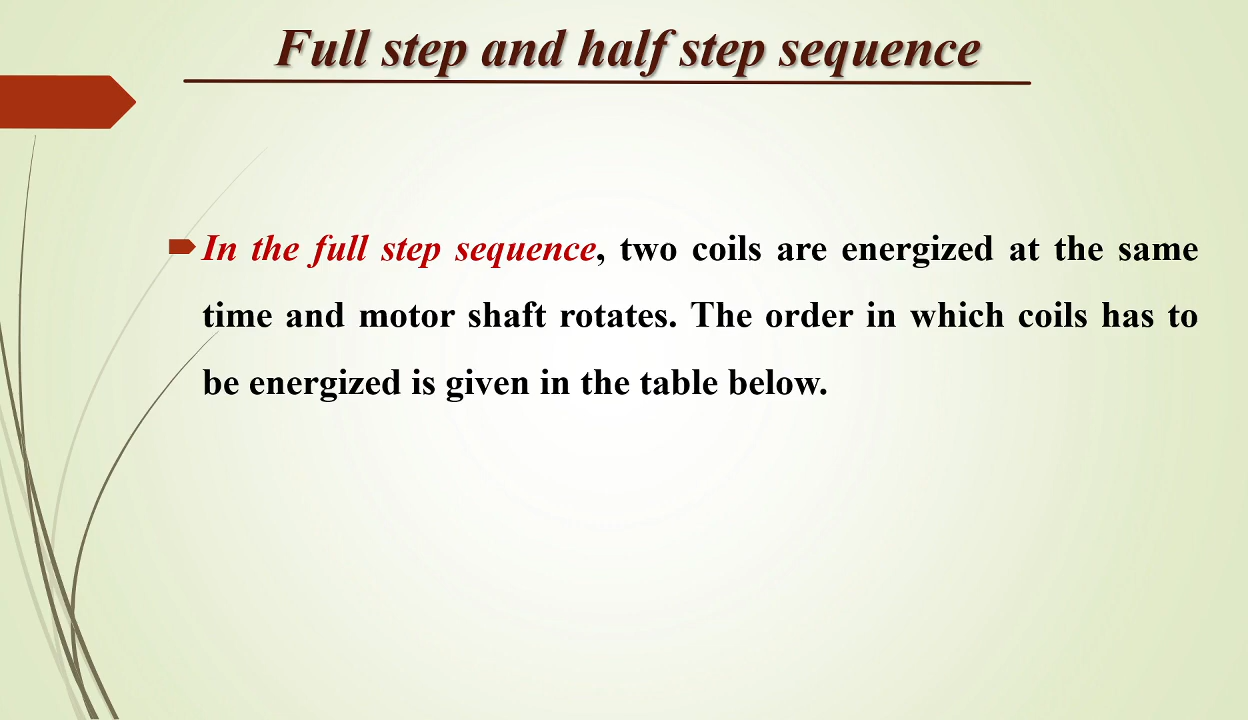 Full step and half step sequence
In the full step sequence, two coils are energized at the same
time and motor shaft rotates. The order in which coils has to
be energized is given in the table below.